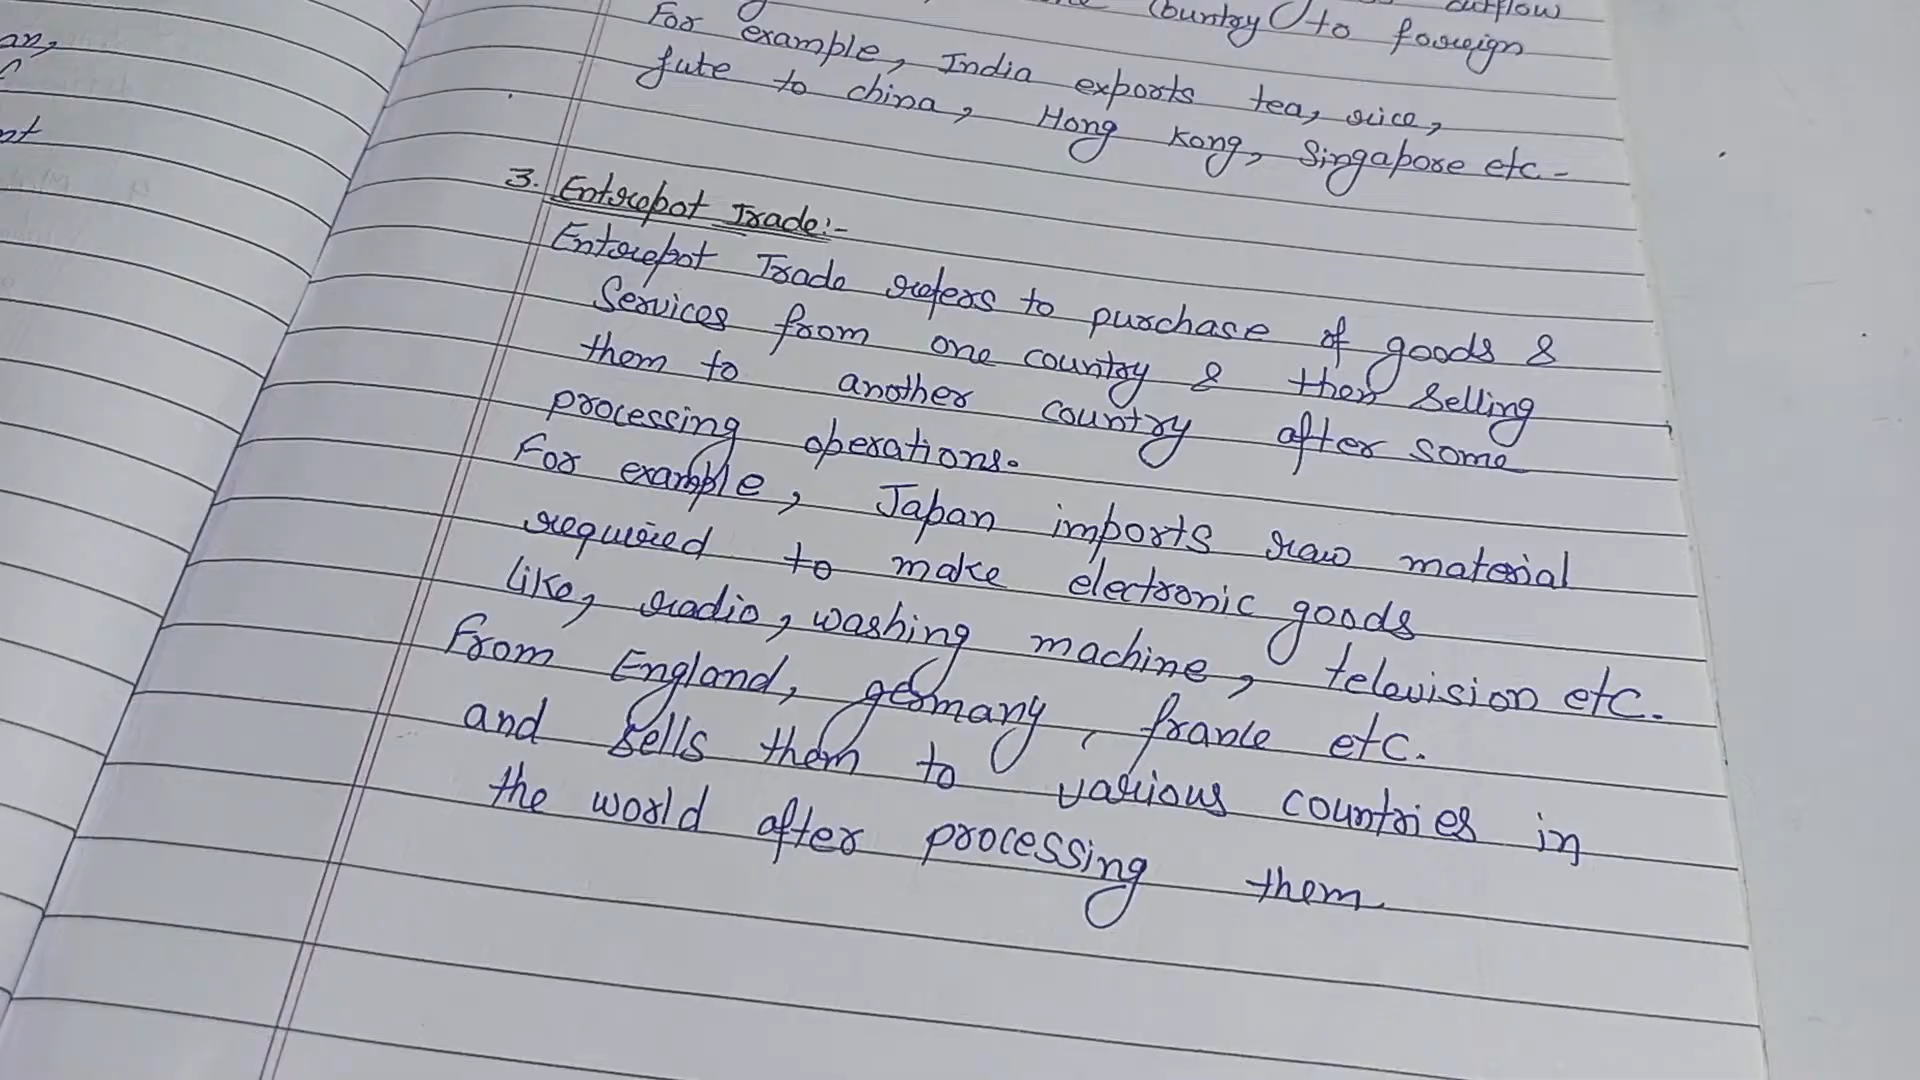 outflow
country to foreign
For example, India exports tea, rice,
jute to china, Hong Kong, Singapore etc -
3. Enterepot Trade:-
Enterepot Trade refers to purchase of goods &
Services from one country & then selling
them to another country after some
processing operations.
For example, Japan imports raw material
required to make electronic goods
like, radio, washing machine, television etc.
From England, germany, france etc.
and sells them to various countries in
the world after processing them.